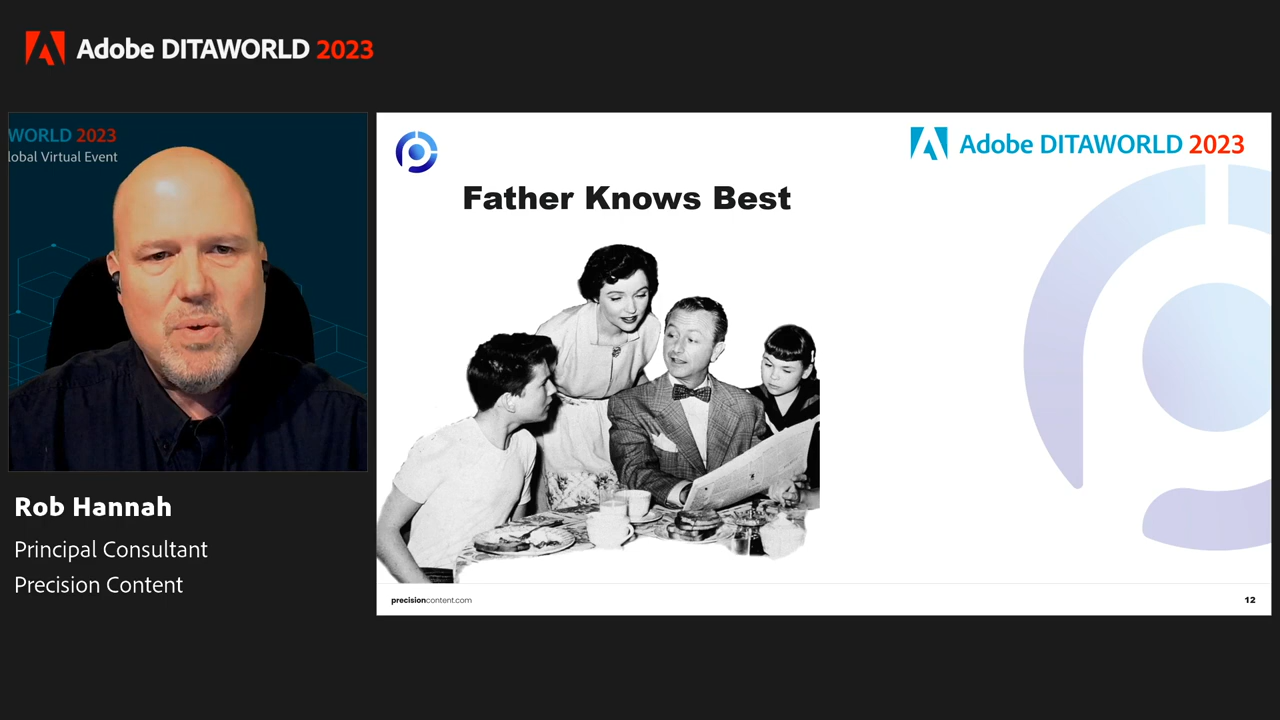 Adobe DITAWORLD 2023
WORLD 2023
lobal Virtual Event
Rob Hannah
Principal Consultant
Precision Content
Adobe DITAWORLD 2023
Father Knows Best
precisioncontent.com
12